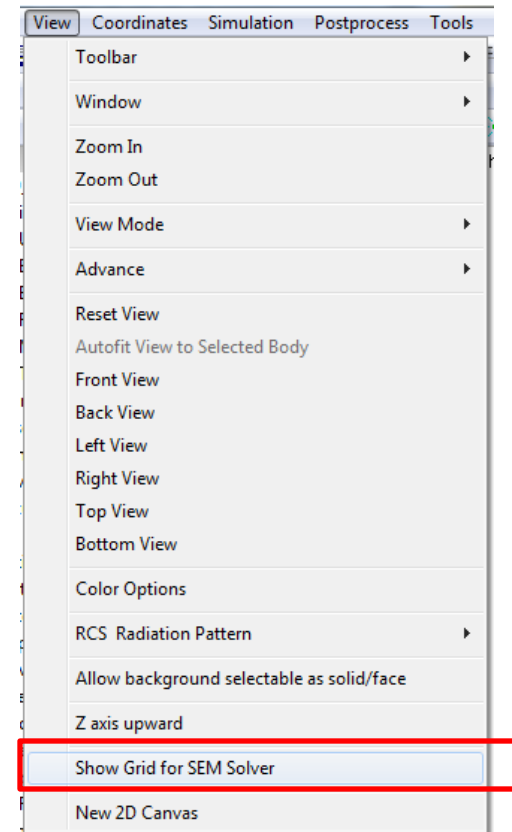 View Coordinates Simulation Postprocess Tools
Toolbar
Window
Zoom In
Zoom Out
View Mode
Advance
Reset View
Autofit View to Selected Body
Front View
Back View
Left View
Right View
Top View
Bottom View
Color Options
RCS Radiation Pattern
Allow background selectable as solid/face
Z axis upward
Show Grid for SEM Solver
New 2D Canvas